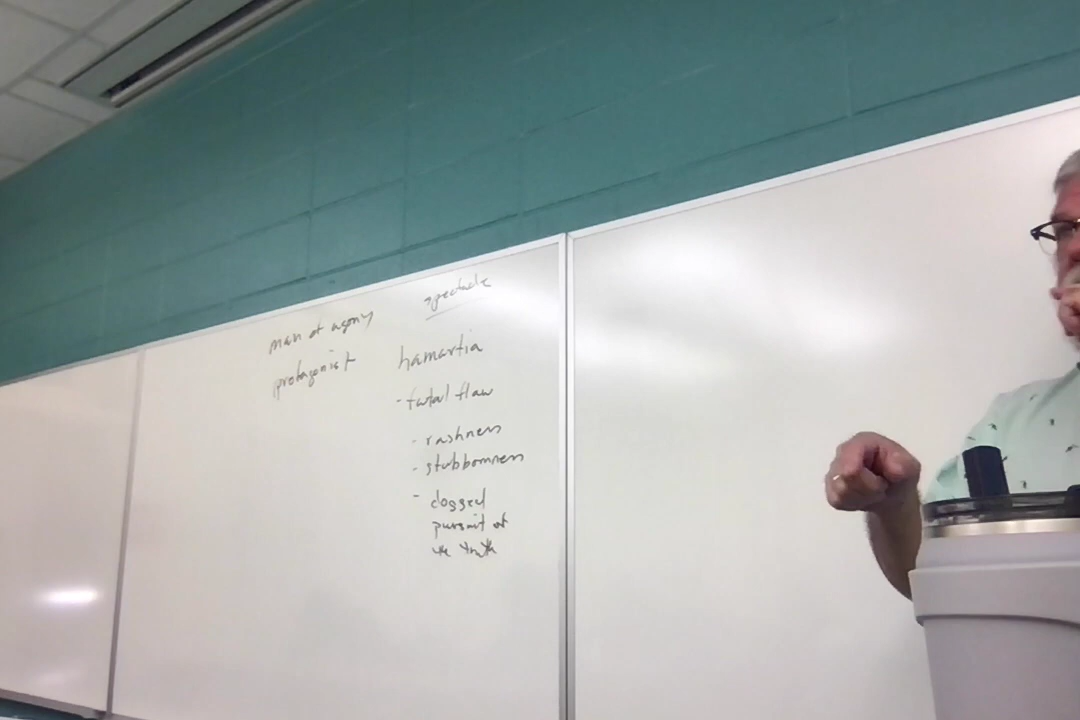 man of agony
protagonist
spectacle
hamartia
- fatal flaw
- rashness
- stubbornness
- dogged
pursuit of
the truth